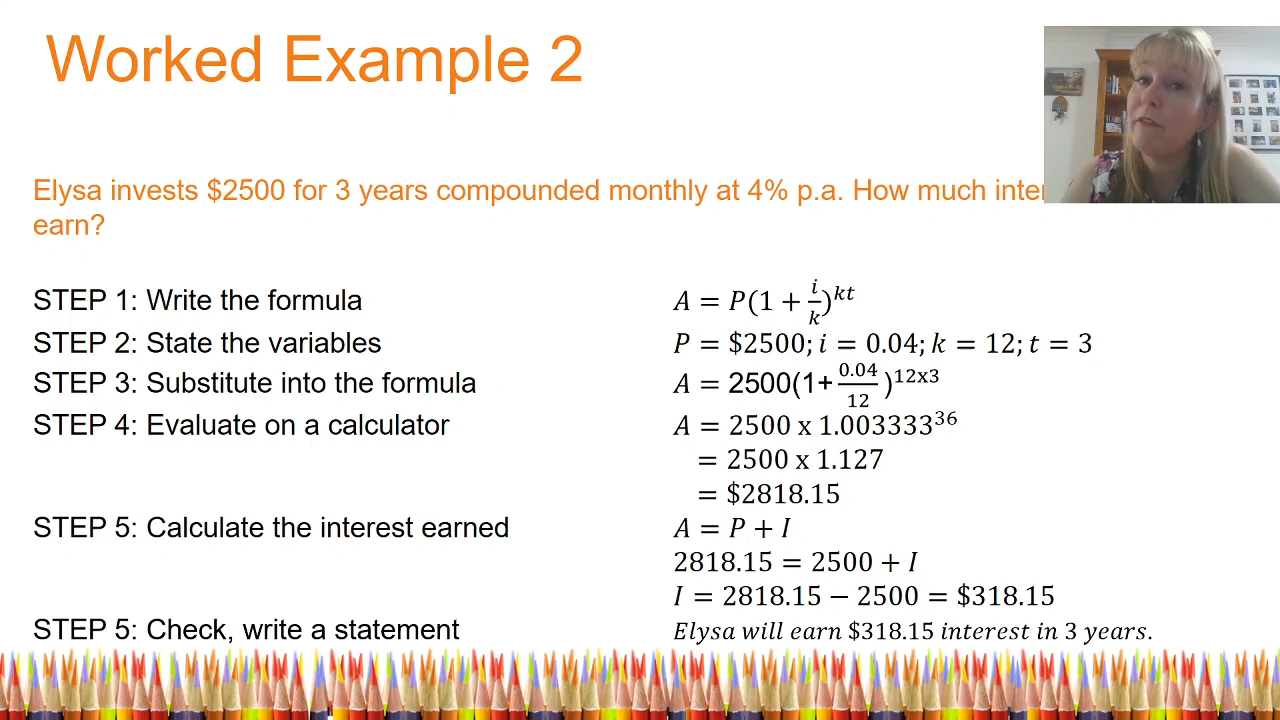 Worked Example 2
Elysa invests $2500 for 3 years compounded monthly at 4% p.a. How much
earn?
STEP 1: Write the formula
A = P(1 + i/k)^kt
STEP 2: State the variables
P = $2500; i = 0.04; k = 12; t = 3
STEP 3: Substitute into the formula
A = 2500(1+ 0.04/12 )^12x3
STEP 4: Evaluate on a calculator
A = 2500 x 1.003333^36
= 2500 x 1.127
= $2818.15
STEP 5: Calculate the interest earned
A = P + I
2818.15 = 2500 + I
I = 2818.15 − 2500 = $318.15
STEP 5: Check, write a statement
Elysa will earn $318.15 interest in 3 years.